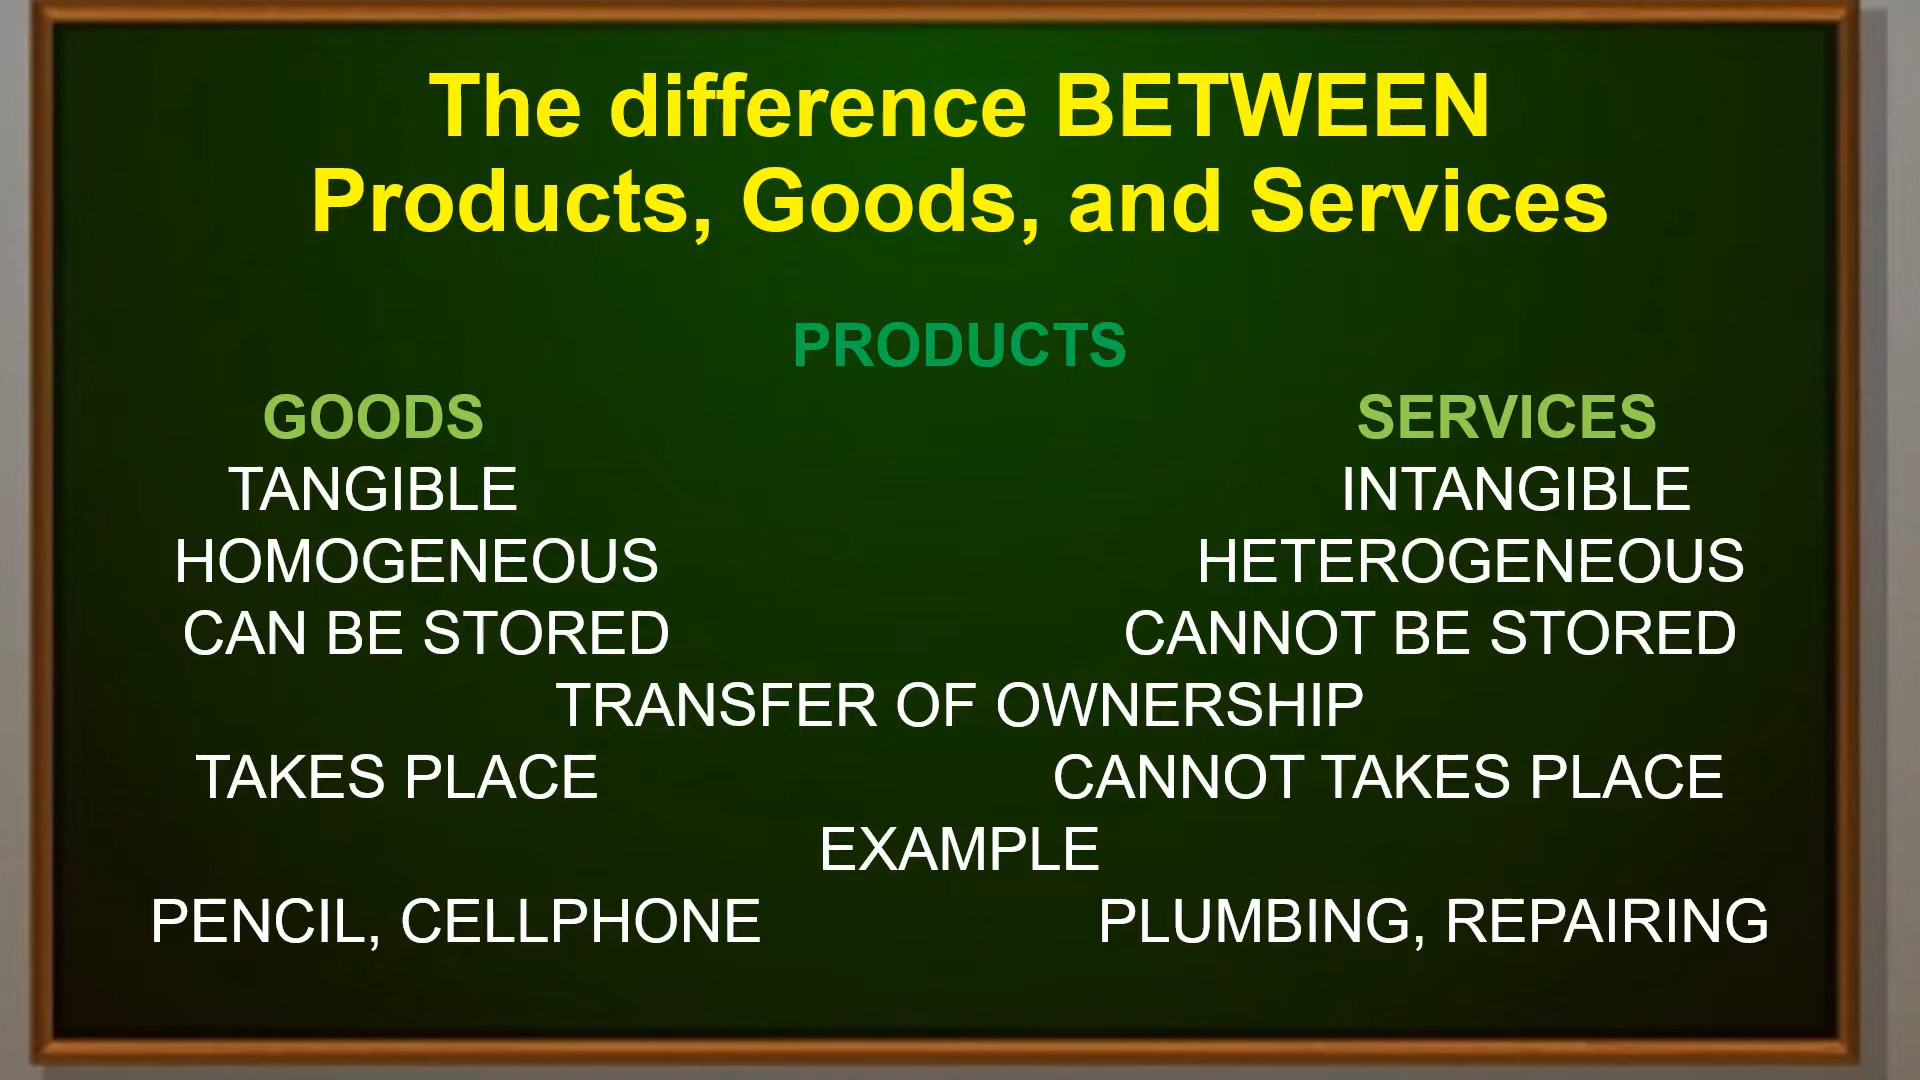 The difference BETWEEN
Products, Goods, and Services
PRODUCTS
GOODS SERVICES
TANGIBLE INTANGIBLE
HOMOGENEOUS HETEROGENEOUS
CAN BE STORED CANNOT BE STORED
TRANSFER OF OWNERSHIP
TAKES PLACE CANNOT TAKES PLACE
EXAMPLE
PENCIL, CELLPHONE PLUMBING, REPAIRING